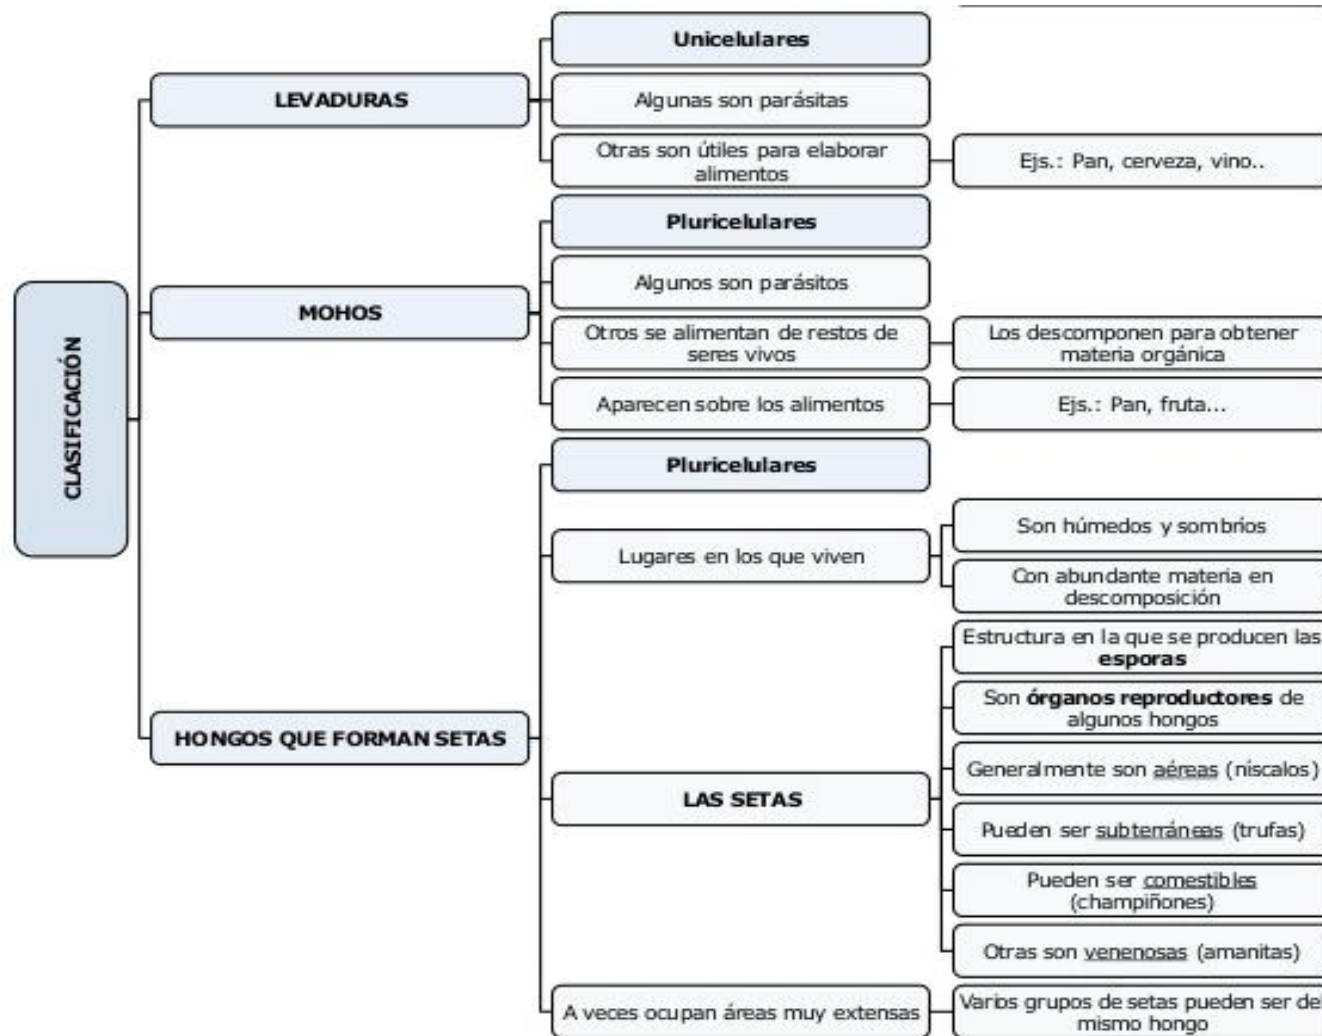 CLASIFICACIÓN
LEVADURAS
Unicelulares
Algunas son parásitas
Otras son útiles para elaborar
alimentos
Ejs.: Pan, cerveza, vino..
MOHOS
Pluricelulares
Algunos son parásitos
Otros se alimentan de restos de
seres vivos
Los descomponen para obtener
materia orgánica
Aparecen sobre los alimentos
Ejs.: Pan, fruta...
HONGOS QUE FORMAN SETAS
Pluricelulares
Lugares en los que viven
Son húmedos y sombríos
Con abundante materia en
descomposición
LAS SETAS
Estructura en la que se producen las
esporas
Son órganos reproductores de
algunos hongos
Generalmente son aéreas (níscalos)
Pueden ser subterráneas (trufas)
Pueden ser comestibles
(champiñones)
Otras son venenosas (amanitas)
A veces ocupan áreas muy extensas
Varios grupos de setas pueden ser del
mismo hongo